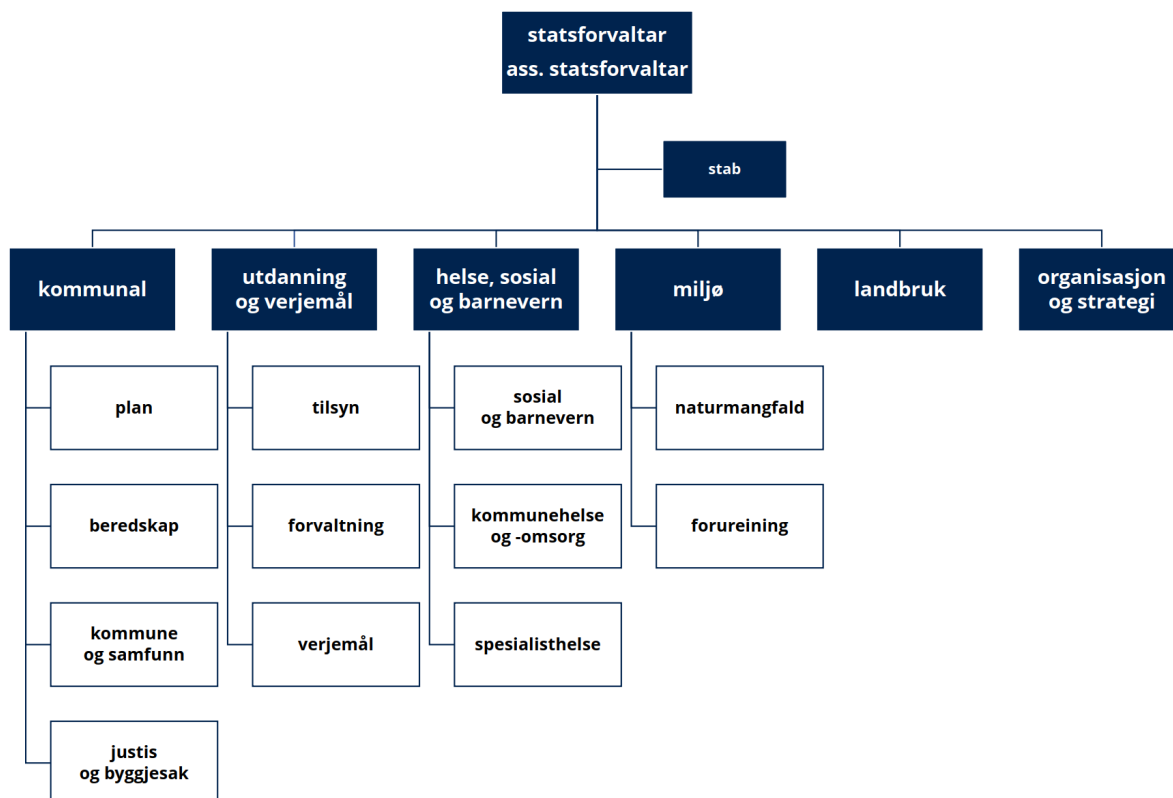 statsforvaltar
ass. statsforvaltar
stab
kommunal
utdanning
og verjemål
helse, sosial
og barnevern
miljø
landbruk
organisasjon
og strategi
plan
tilsyn
sosial
og barnevern
naturmangfald
beredskap
forvaltning
kommunehelse
og -omsorg
forureining
kommune
og samfunn
verjemål
spesialisthelse
justis
og byggjesak